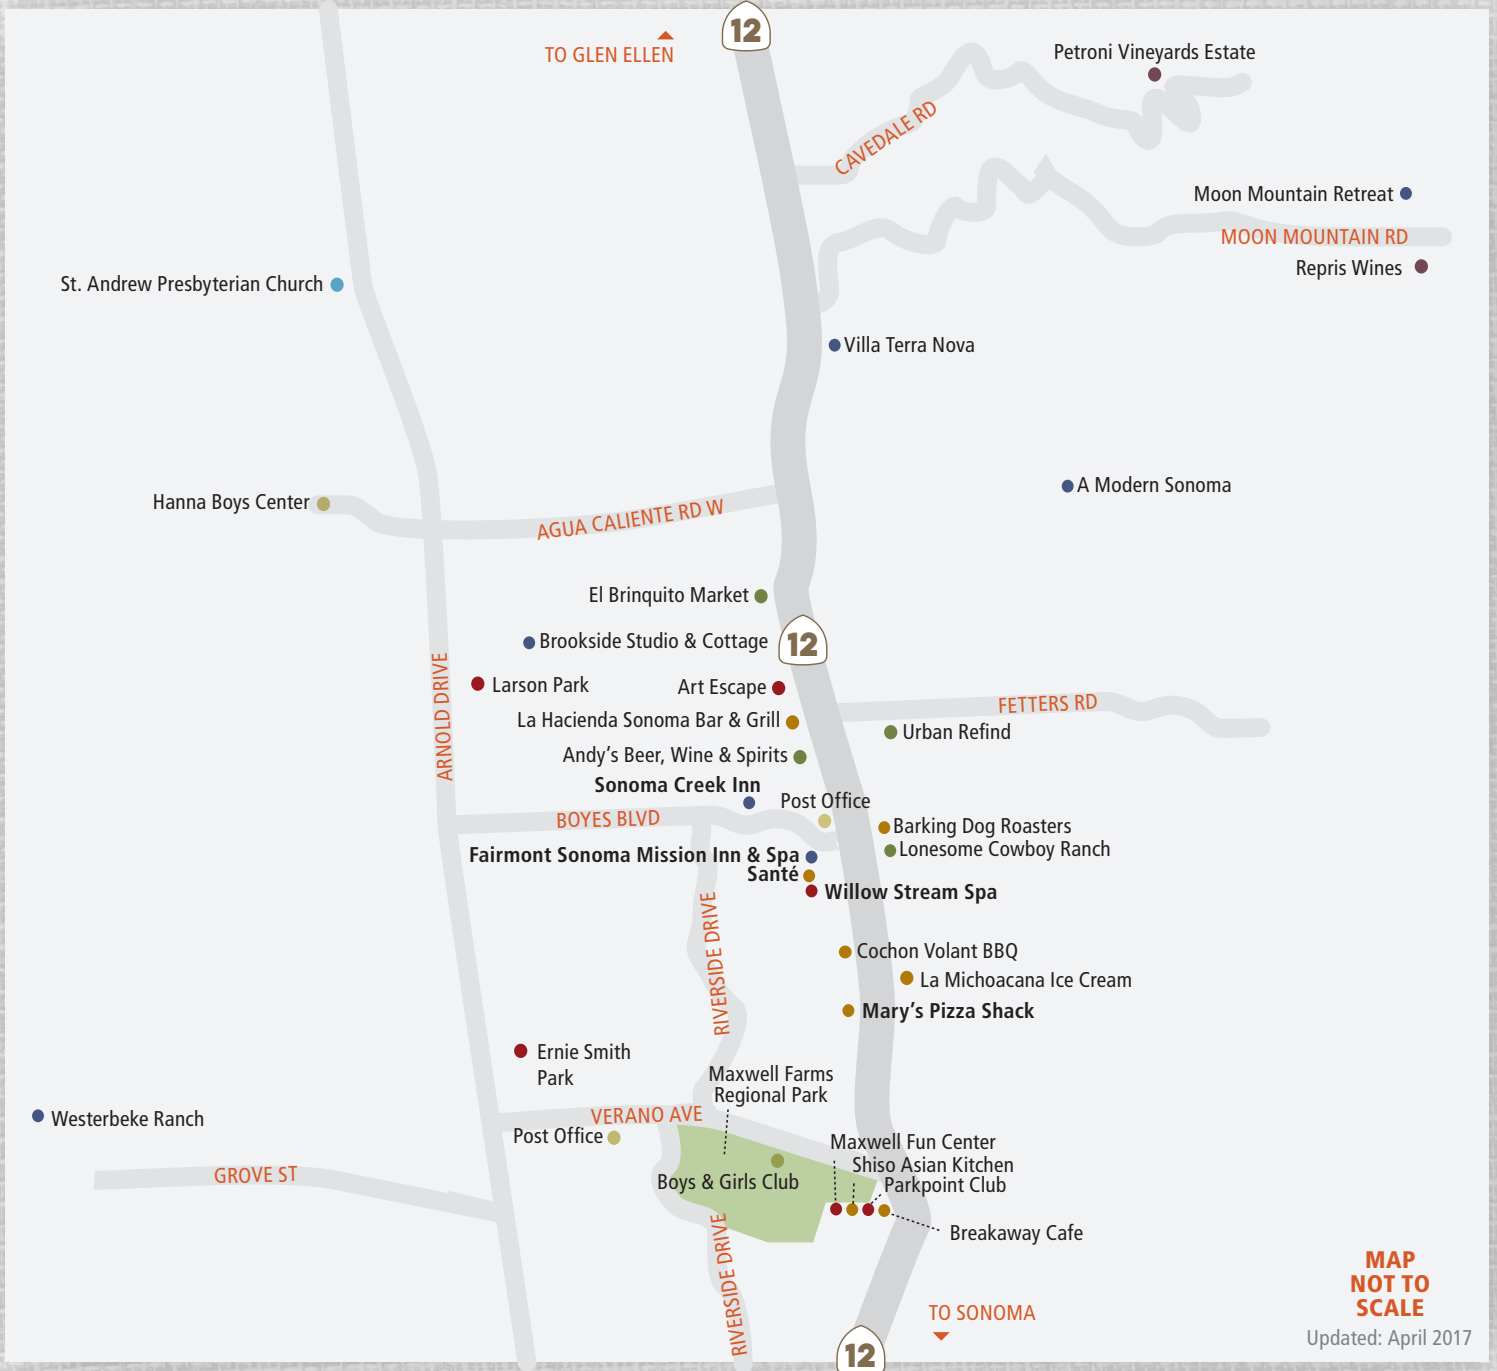 12
TO GLEN ELLEN
Petroni Vineyards Estate
CAVEDALE RD
Moon Mountain Retreat
MOON MOUNTAIN RD
Repris Wines
St. Andrew Presbyterian Church
Villa Terra Nova
A Modern Sonoma
Hanna Boys Center
AGUA CALIENTE RD W
El Brinquito Market
Brookside Studio & Cottage
12
ARNOLD DRIVE
Larson Park
Art Escape
FETTERS RD
La Hacienda Sonoma Bar & Grill
Urban Refind
Andy’s Beer, Wine & Spirits
Sonoma Creek Inn
Post Office
BOYES BLVD
Barking Dog Roasters
Lonesome Cowboy Ranch
Fairmont Sonoma Mission Inn & Spa
Santé
Willow Stream Spa
RIVERSIDE DRIVE
Cochon Volant BBQ
La Michoacana Ice Cream
Mary’s Pizza Shack
Ernie Smith
Park
Maxwell Farms
Regional Park
Westerbeke Ranch
VERANO AVE
Post Office
Maxwell Fun Center
Shiso Asian Kitchen
Parkpoint Club
GROVE ST
Boys & Girls Club
Breakaway Cafe
RIVERSIDE DRIVE
MAP
NOT TO
SCALE
TO SONOMA
Updated: April 2017
12